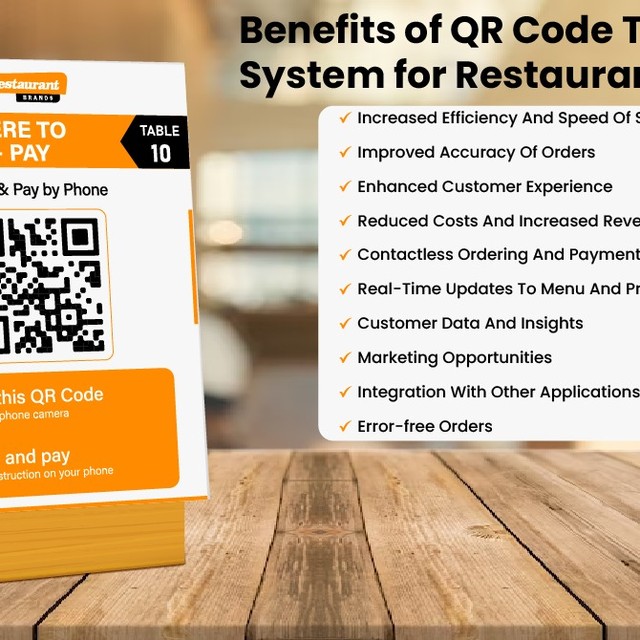 Benefits of QR Code T
System for Restaura
Increased Efficiency And Speed Of S
Improved Accuracy Of Orders
Enhanced Customer Experience
Reduced Costs And Increased Reve
Contactless Ordering And Payment
Real-Time Updates To Menu And Pr
Customer Data And Insights
Marketing Opportunities
Integration With Other Applications
Error-free Orders
estaurant
BRANDS
ERE TO
PAY
TABLE
10
& Pay by Phone
this QR Code
phone camera
and pay
struction on your phone